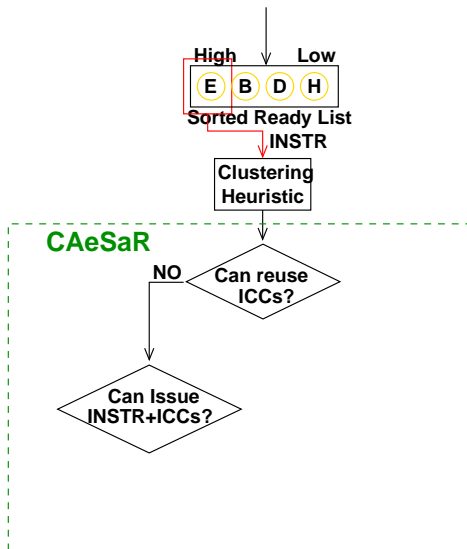 High Low
E B D H
Sorted Ready List
INSTR
Clustering
Heuristic
CAeSaR
NO
Can reuse
ICCs?
Can Issue
INSTR+ICCs?